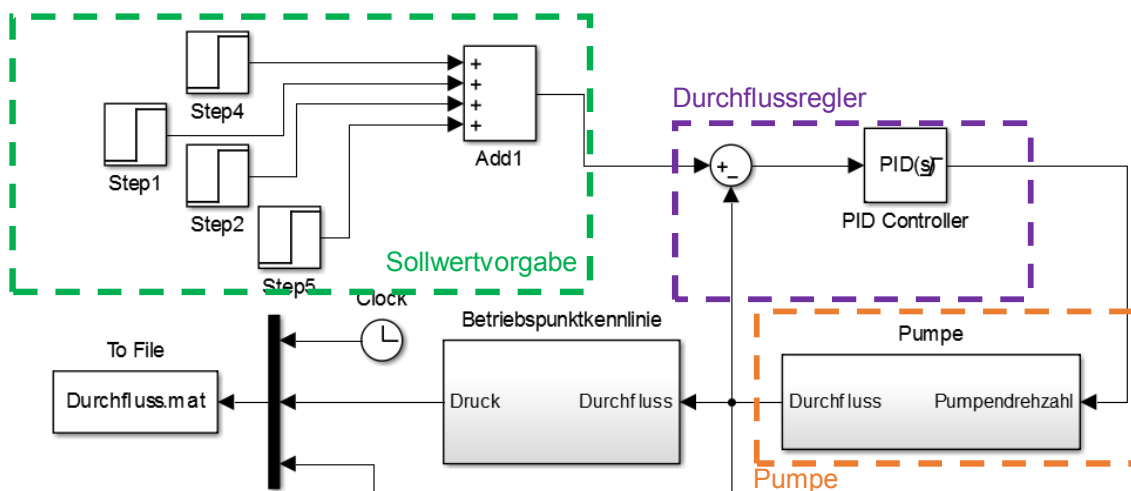 Step4
Step1
Step2
Step5
+
+
+
+
Add1
Sollwertvorgabe
Durchflussregler
+
−
PID(s)
PID Controller
Clock
To File
Durchfluss.mat
Betriebspunktkennlinie
Druck
Durchfluss
Pumpe
Durchfluss
Pumpendrehzahl
Pumpe